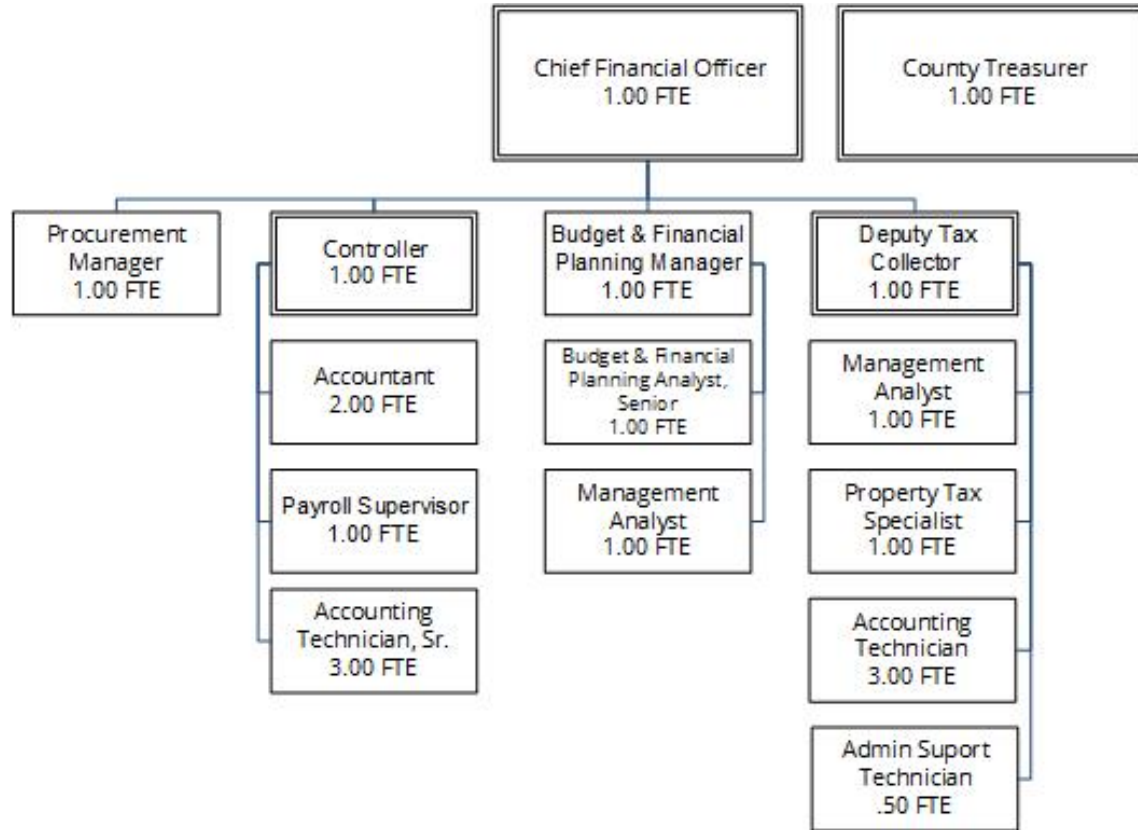 Chief Financial Officer
1.00 FTE
County Treasurer
1.00 FTE
Procurement
Manager
1.00 FTE
Controller
1.00 FTE
Budget & Financial
Planning Manager
1.00 FTE
Deputy Tax
Collector
1.00 FTE
Accountant
2.00 FTE
Budget & Financial
Planning Analyst,
Senior
1.00 FTE
Management
Analyst
1.00 FTE
Payroll Supervisor
1.00 FTE
Management
Analyst
1.00 FTE
Property Tax
Specialist
1.00 FTE
Accounting
Technician, Sr.
3.00 FTE
Accounting
Technician
3.00 FTE
Admin Suport
Technician
.50 FTE